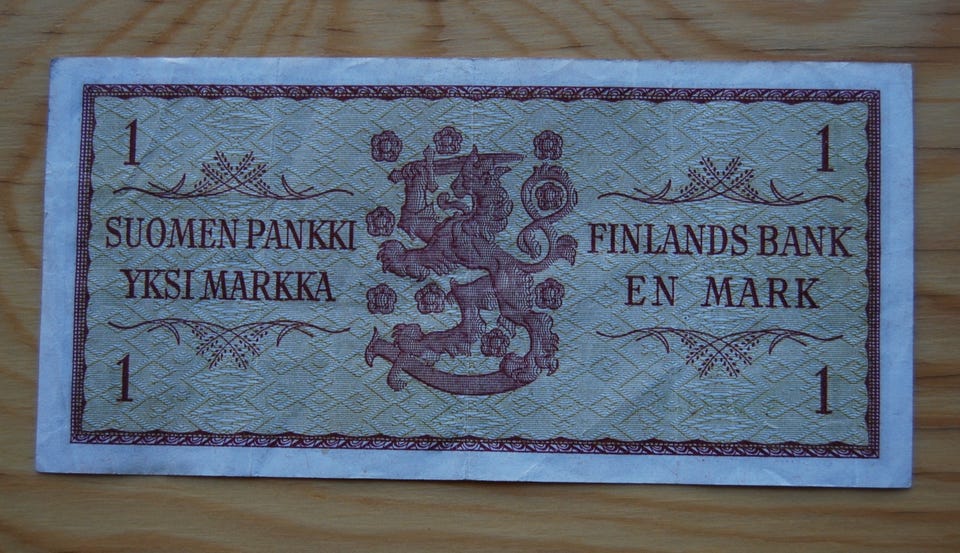 1
1
SUOMEN PANKKI
YKSI MARKKA
FINLANDS BANK
EN MARK
1
1